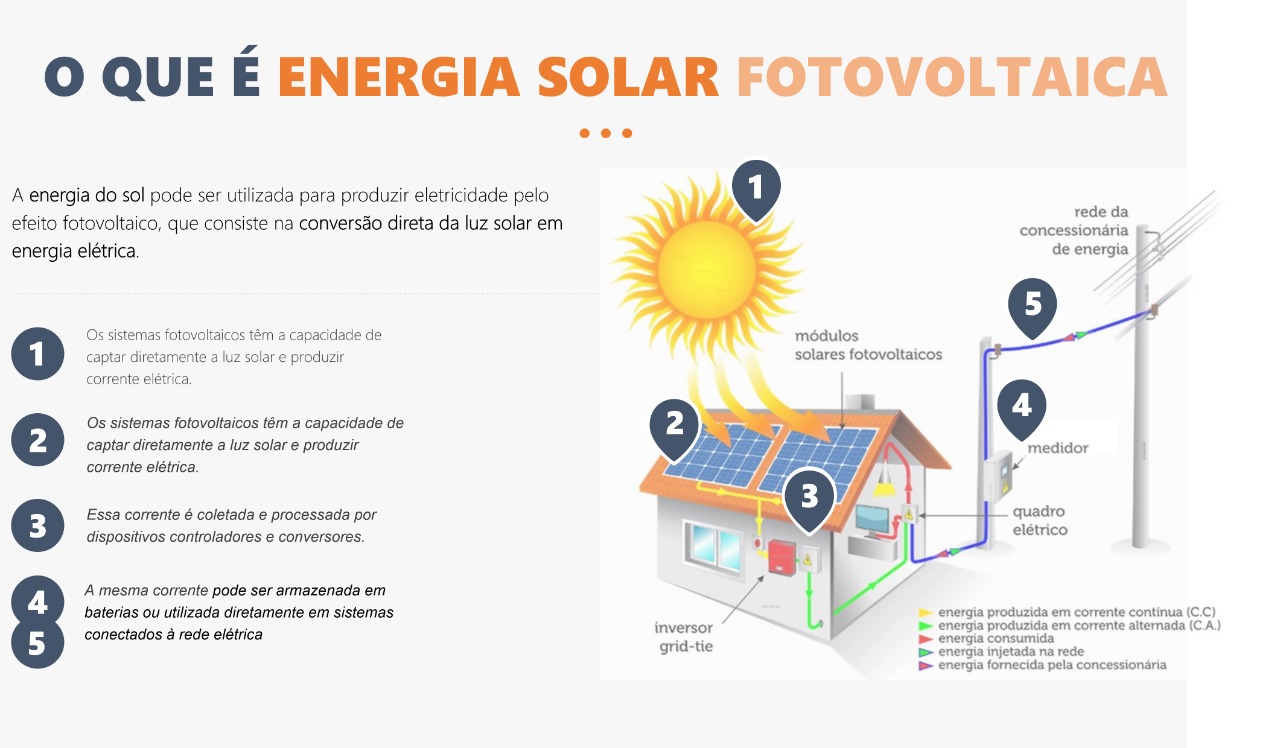 O QUE É ENERGIA SOLAR FOTOVOLTAICA
A energia do sol pode ser utilizada para produzir eletricidade pelo
efeito fotovoltaico, que consiste na conversão direta da luz solar em
energia elétrica.
1
Os sistemas fotovoltaicos têm a capacidade de
captar diretamente a luz solar e produzir
corrente elétrica.
2
Os sistemas fotovoltaicos têm a capacidade de
captar diretamente a luz solar e produzir
corrente elétrica.
3
Essa corrente é coletada e processada por
dispositivos controladores e conversores.
4
5
A mesma corrente pode ser armazenada em
baterias ou utilizada diretamente em sistemas
conectados à rede elétrica
1
rede da
concessionária
de energia
5
módulos
solares fotovoltaicos
2
4
medidor
3
quadro
elétrico
inversor
grid-tie
energia produzida em corrente contínua (C.C)
energia produzida em corrente alternada (C.A.)
energia consumida
energia injetada na rede
energia fornecida pela concessionária